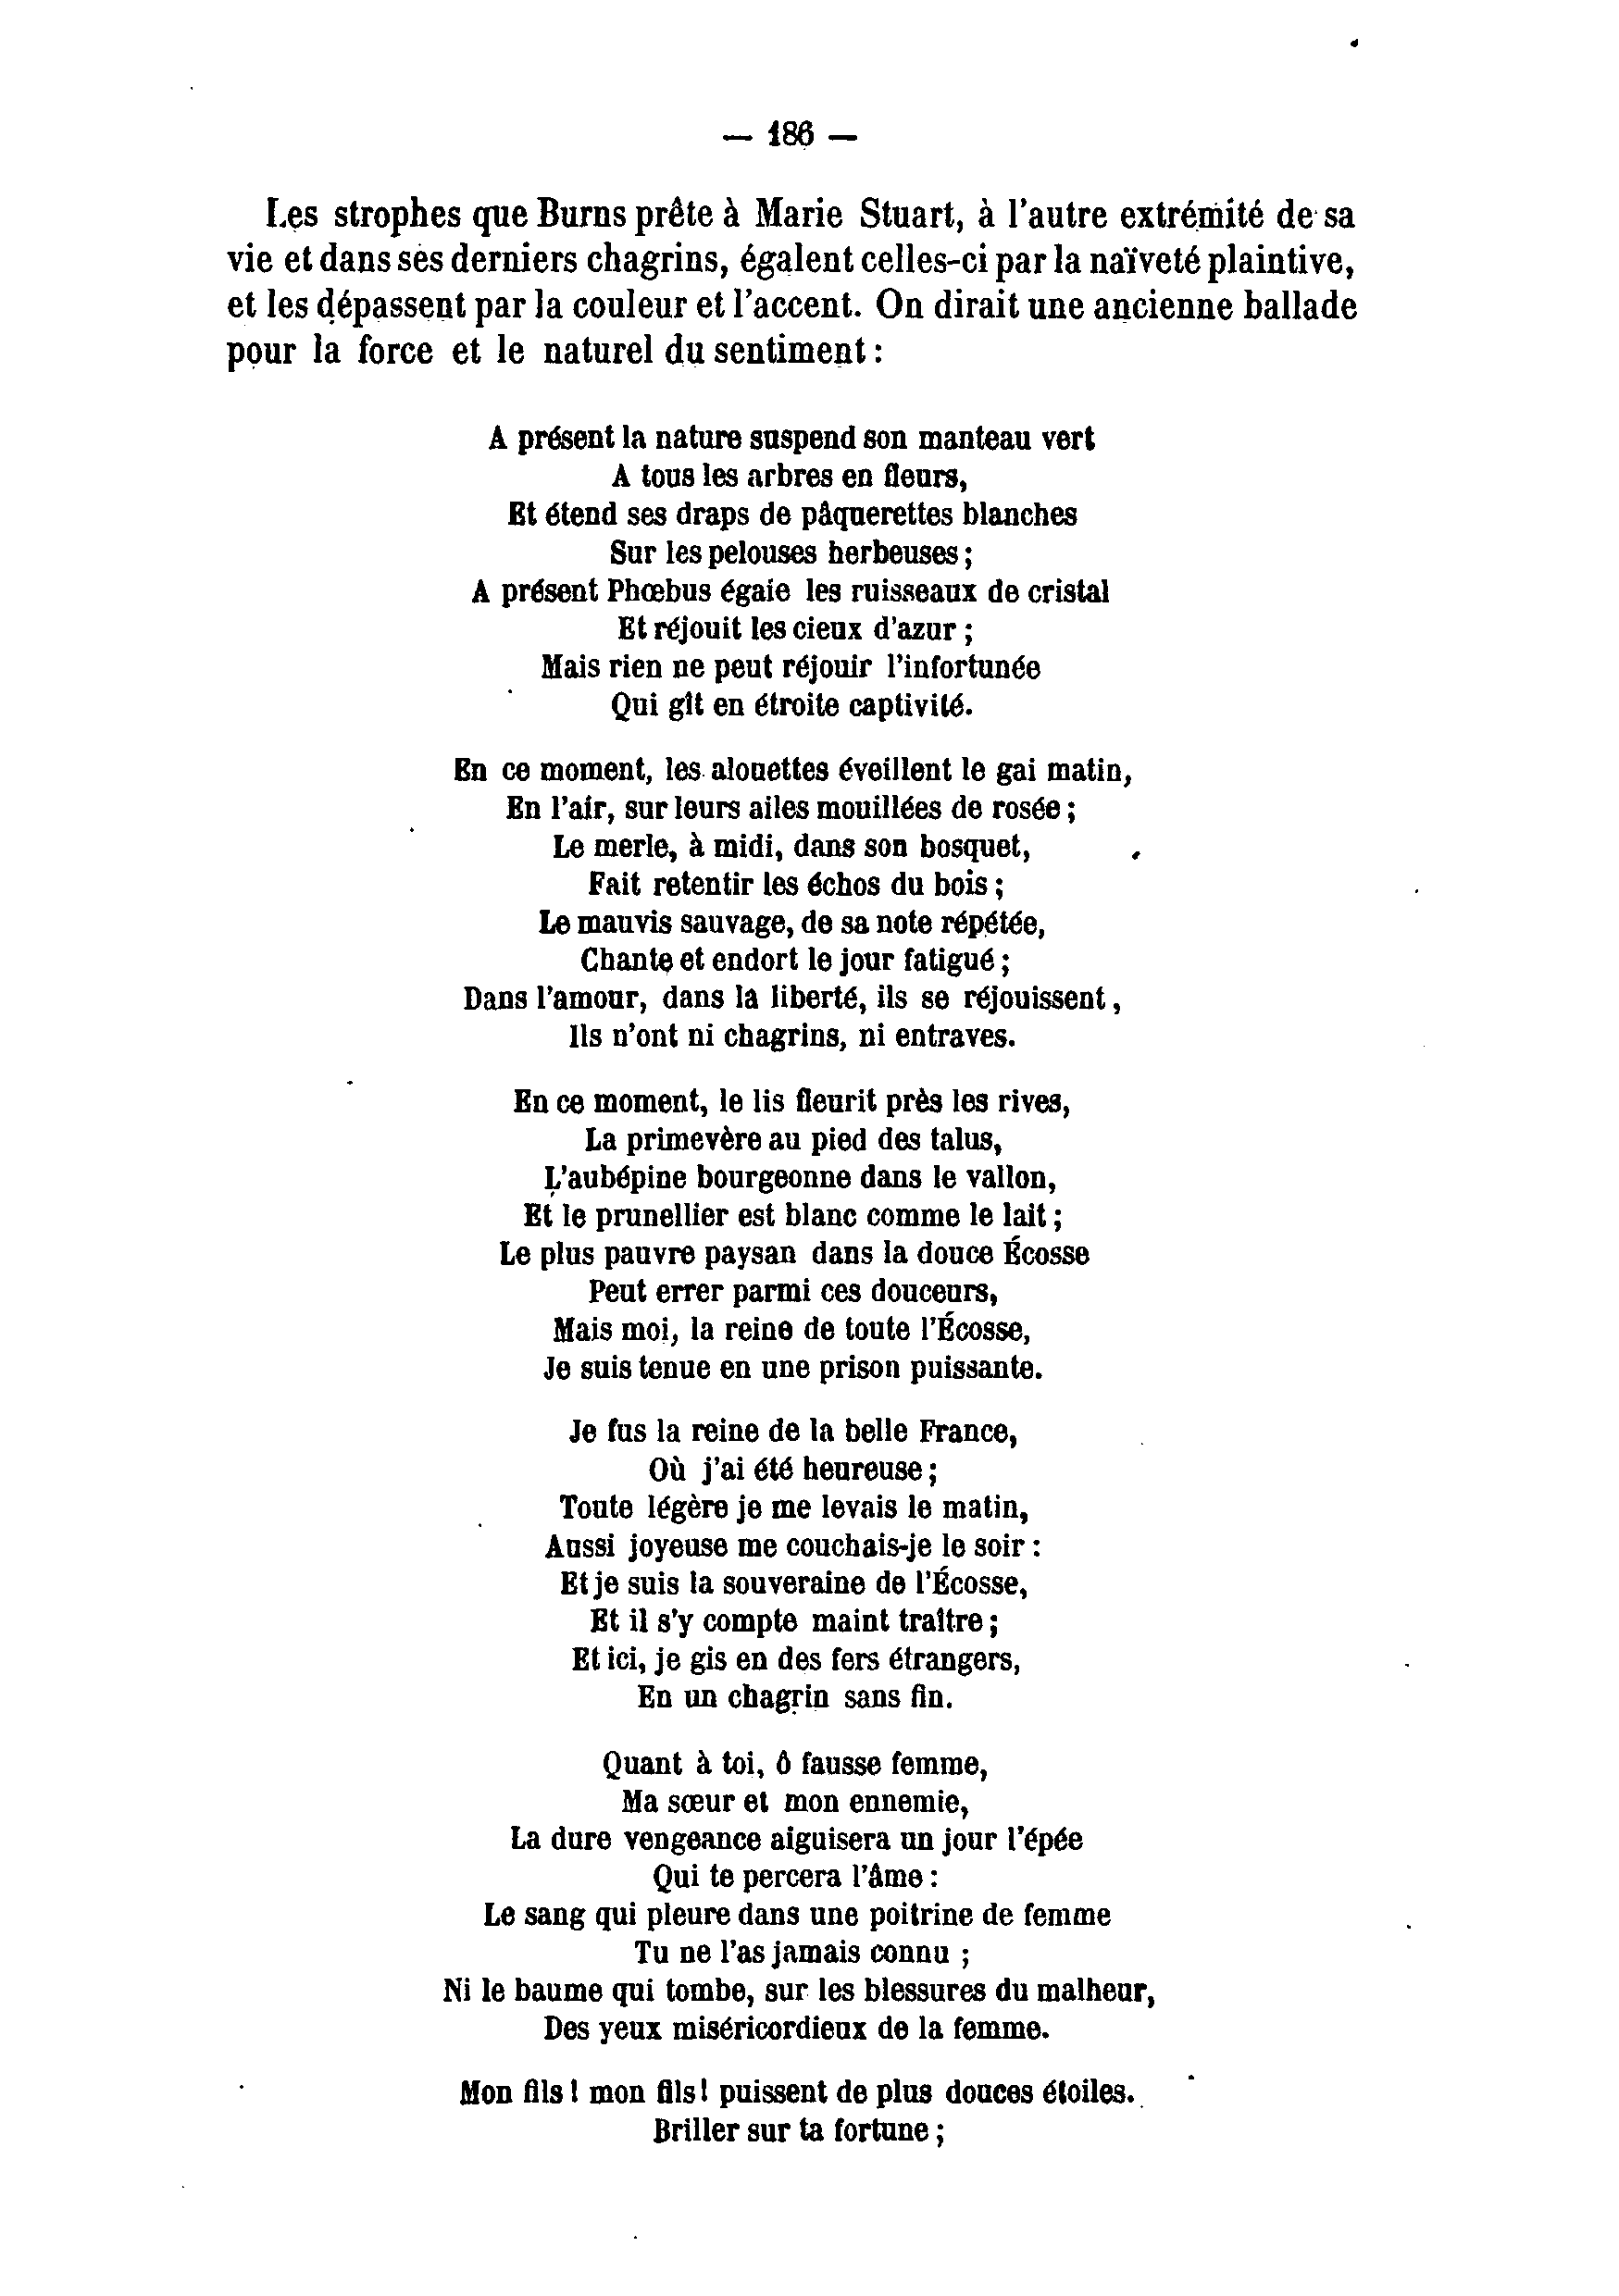 — 186 —
Les strophes que Burns prête à Marie Stuart, à l'autre extrémité de sa
vie et dans ses derniers chagrins, égalent celles-ci par la naïveté plaintive,
et les dépassent par la couleur et l'accent. On dirait une ancienne ballade
pour la force et le naturel du sentiment :
A présent la nature suspend son manteau vert
A tous les arbres en fleurs,
Et étend ses draps de pâquerettes blanches
Sur les pelouses herbeuses ;
A présent Phœbus égaie les ruisseaux de cristal
Et réjouit les cieux d'azur ;
Mais rien ne peut réjouir l'infortunée
Qui gît en étroite captivité.
En ce moment, les alouettes éveillent le gai matin,
En l'air, sur leurs ailes mouillées de rosée ;
Le merle, à midi, dans son bosquet,
Fait retentir les échos du bois ;
Le mauvis sauvage, de sa note répétée,
Chante et endort le jour fatigué ;
Dans l'amour, dans la liberté, ils se réjouissent,
Ils n'ont ni chagrins, ni entraves.
En ce moment, le lis fleurit près les rives,
La primevère au pied des talus,
L'aubépine bourgeonne dans le vallon,
Et le prunellier est blanc comme le lait ;
Le plus pauvre paysan dans la douce Écosse
Peut errer parmi ces douceurs,
Mais moi, la reine de toute l'Écosse,
Je suis tenue en une prison puissante.
Je fus la reine de la belle France,
Où j'ai été heureuse ;
Toute légère je me levais le matin,
Aussi joyeuse me couchais-je le soir :
Et je suis la souveraine de l'Écosse,
Et il s'y compte maint traître ;
Et ici, je gis en des fers étrangers,
En un chagrin sans fin.
Quant à toi, ô fausse femme,
Ma sœur et mon ennemie,
La dure vengeance aiguisera un jour l'épée
Qui te percera l'âme :
Le sang qui pleure dans une poitrine de femme
Tu ne l'as jamais connu ;
Ni le baume qui tombe, sur les blessures du malheur,
Des yeux miséricordieux de la femme.
Mon fils ! mon fils ! puissent de plus douces étoiles.
Briller sur ta fortune ;